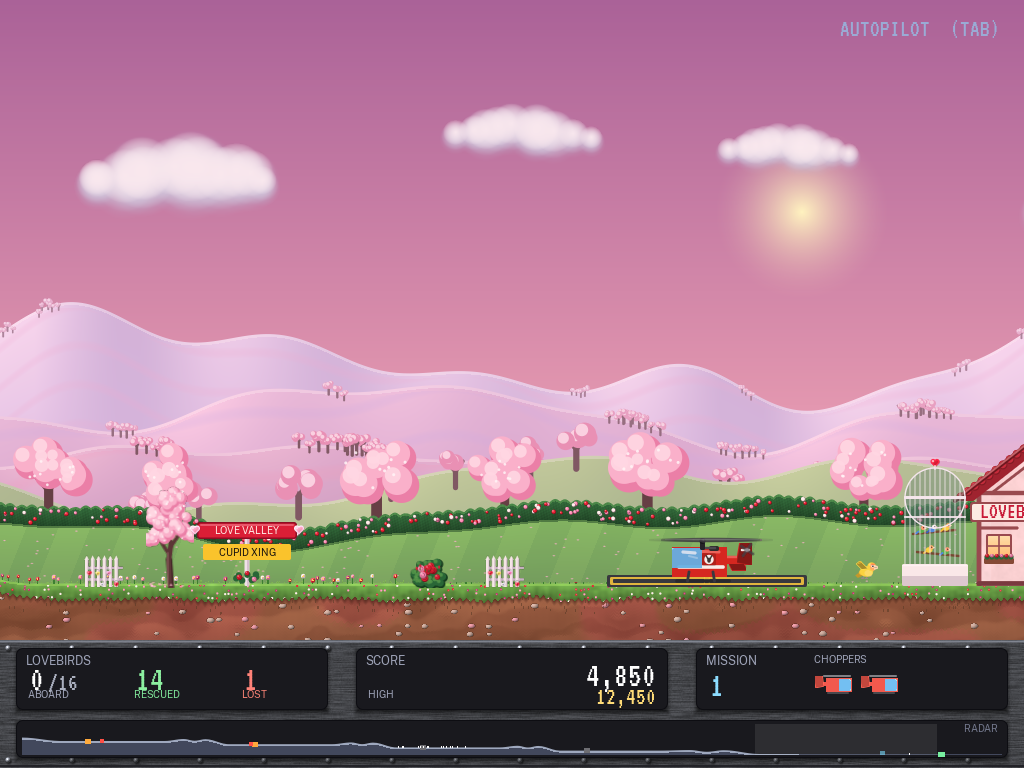 AUTOPILOT (TAB)
LOVE VALLEY
CUPID XING
LOVEB
LOVEBIRDS
0 /16
ABOARD
14
RESCUED
1
LOST
SCORE
4,850
HIGH
12,450
MISSION
1
CHOPPERS
RADAR